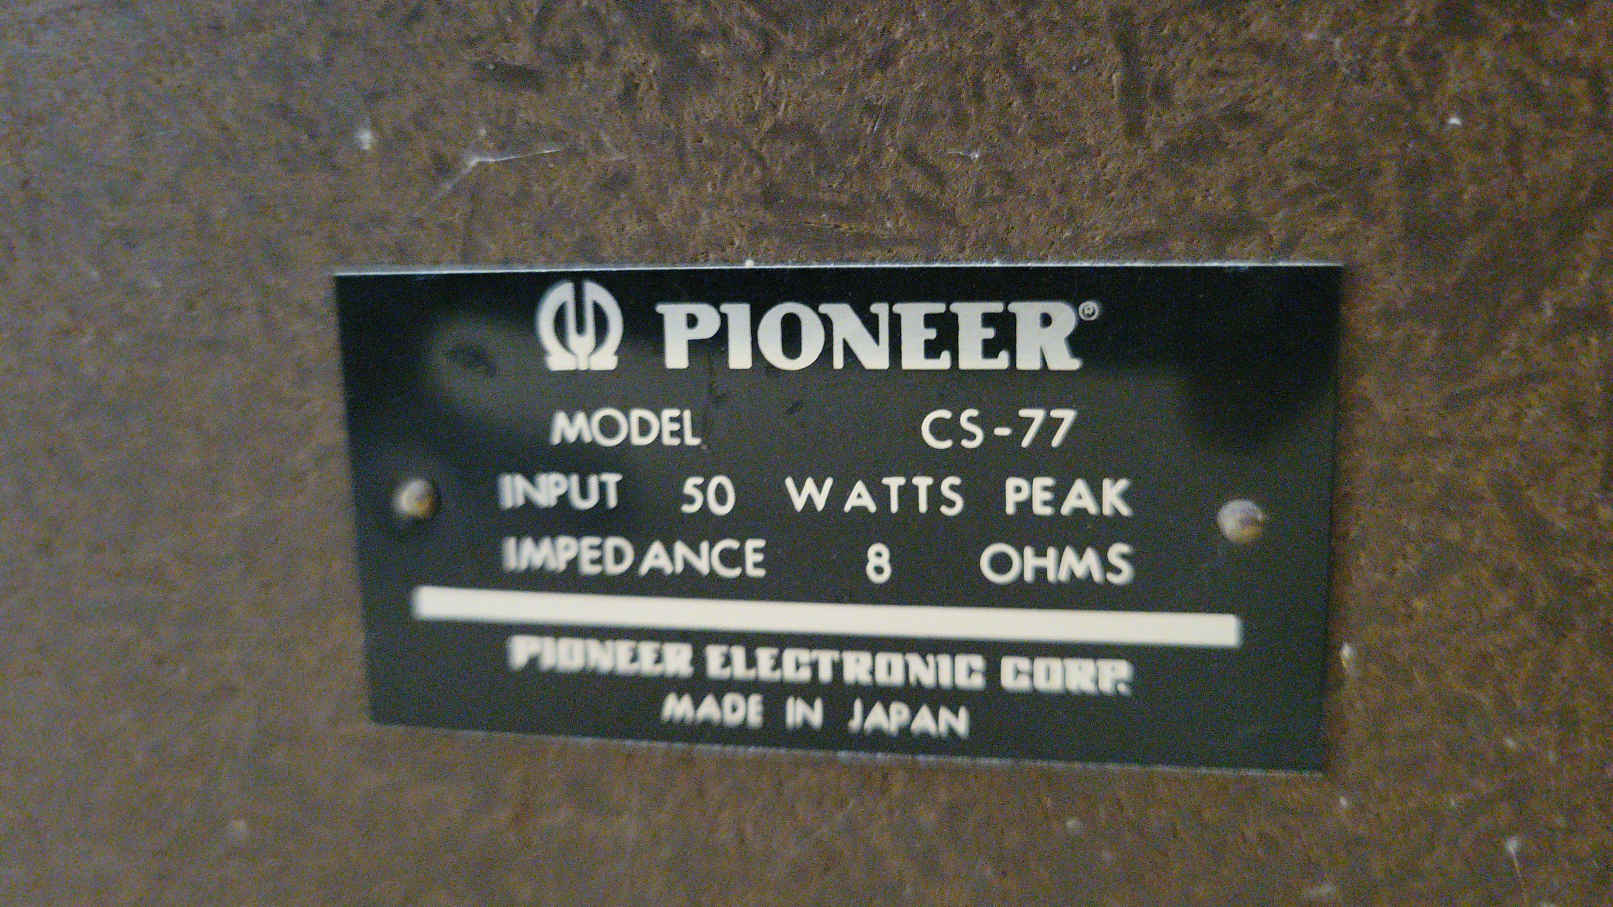 PIONEER®
MODEL CS-77
INPUT 50 WATTS PEAK
IMPEDANCE 8 OHMS
PIONEER ELECTRONIC CORP.
MADE IN JAPAN